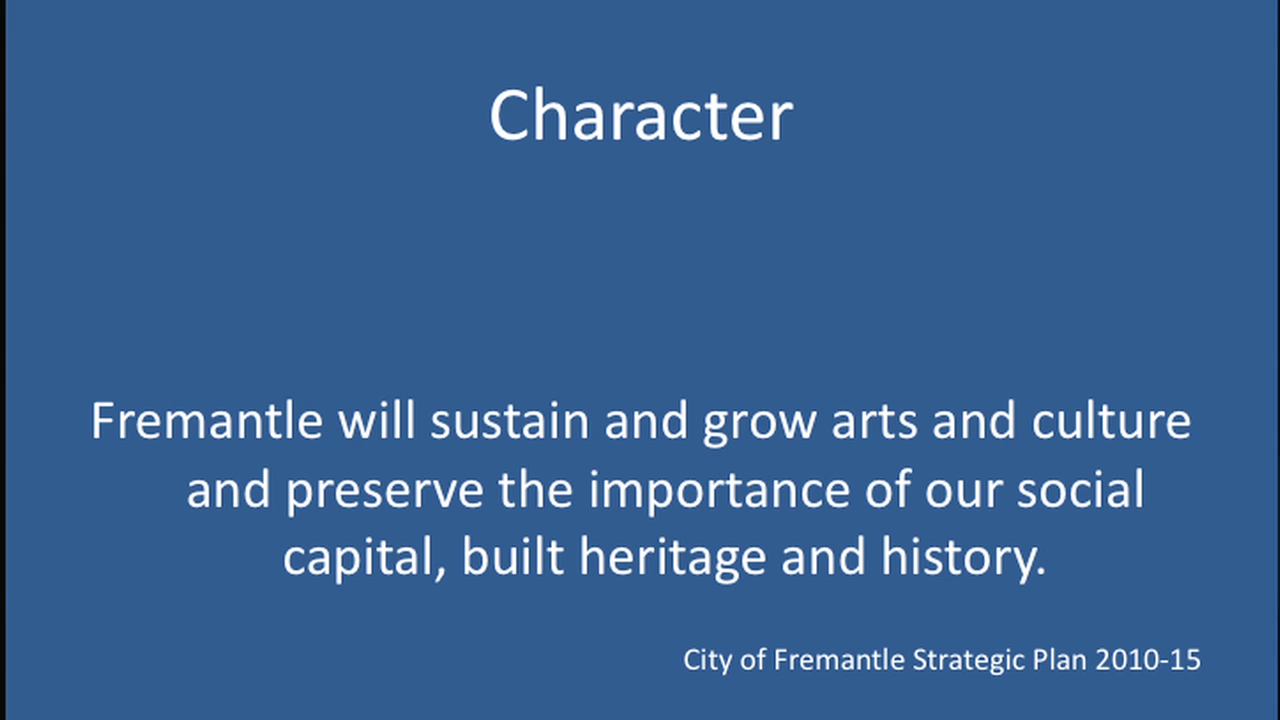 Character
Fremantle will sustain and grow arts and culture
and preserve the importance of our social
capital, built heritage and history.
City of Fremantle Strategic Plan 2010-15